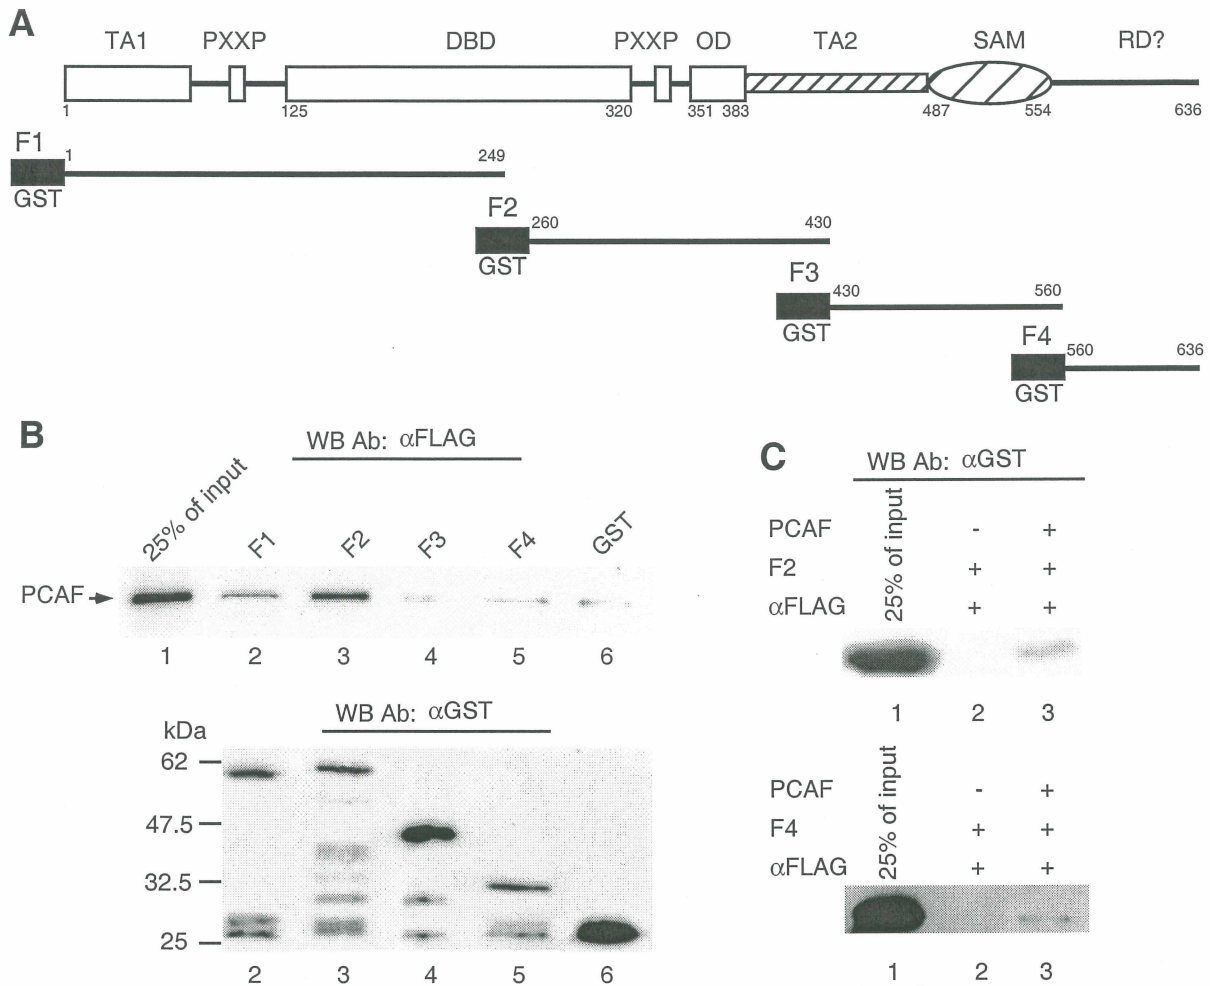 A
TA1 PXXP DBD PXXP OD TA2 SAM RD?
1 125 320 351 383 487 554 636
F1
1 249
GST
F2
260 430
GST
F3
430 560
GST
F4
560 636
GST
B
WB Ab: αFLAG
25% of input F1 F2 F3 F4 GST
PCAF
1 2 3 4 5 6
WB Ab: αGST
kDa
62
47.5
32.5
25
2 3 4 5 6
C
WB Ab: αGST
25% of input
PCAF - +
F2 + +
αFLAG + +
1 2 3
25% of input
PCAF - +
F4 + +
αFLAG + +
1 2 3